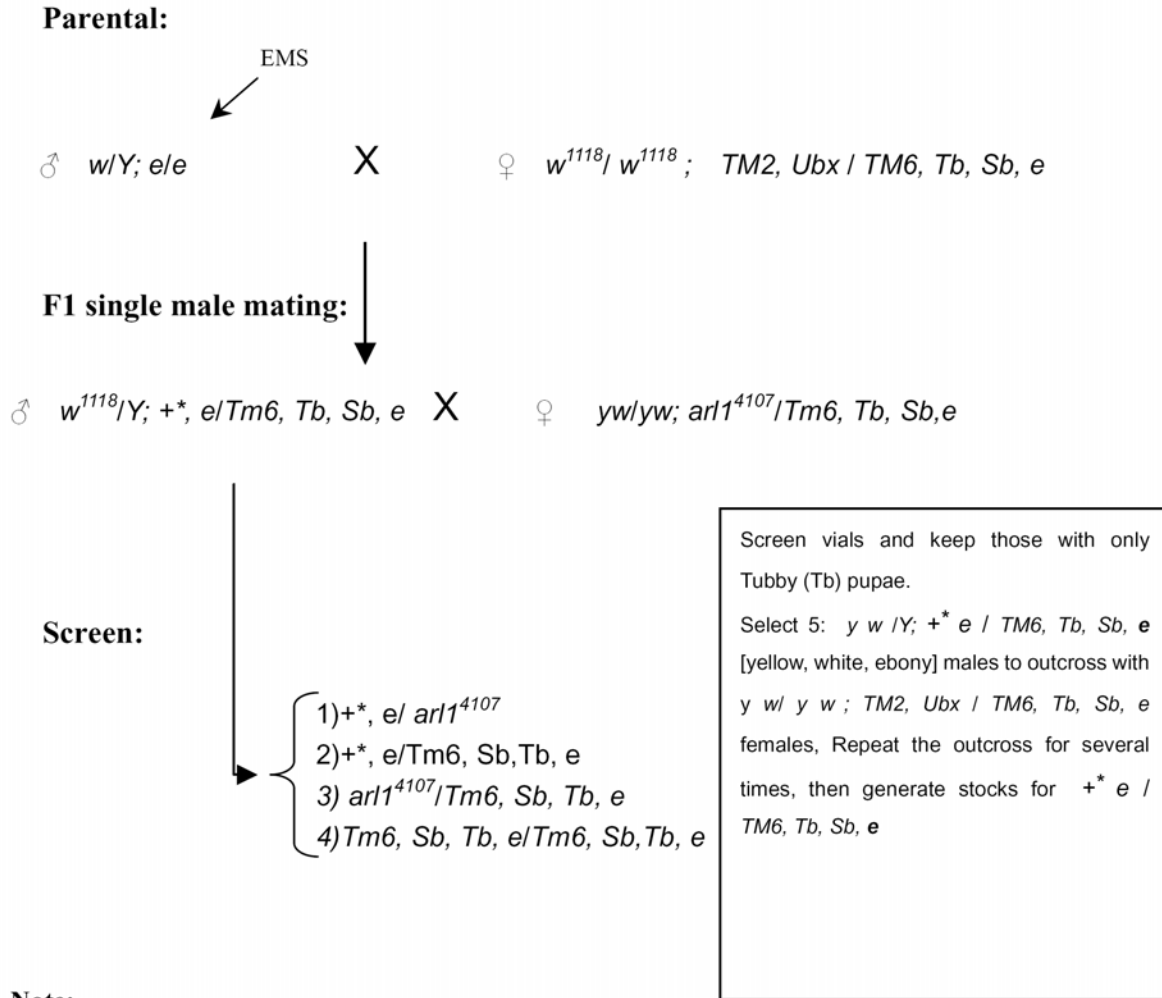 Parental:
EMS
♂ w/Y; e/e X ♀ w¹¹¹⁸/ w¹¹¹⁸ ; TM2, Ubx / TM6, Tb, Sb, e
F1 single male mating:
♂ w¹¹¹⁸/Y; +*, e/Tm6, Tb, Sb, e X ♀ yw/yw; arl1⁴¹⁰⁷/Tm6, Tb, Sb,e
Screen:
1)+*, e/ arl1⁴¹⁰⁷
2)+*, e/Tm6, Sb,Tb, e
3) arl1⁴¹⁰⁷/Tm6, Sb, Tb, e
4)Tm6, Sb, Tb, e/Tm6, Sb,Tb, e
Screen vials and keep those with only
Tubby (Tb) pupae.
Select 5: y w /Y; +* e / TM6, Tb, Sb, e
[yellow, white, ebony] males to outcross with
y w/ y w ; TM2, Ubx / TM6, Tb, Sb, e
females, Repeat the outcross for several
times, then generate stocks for +* e /
TM6, Tb, Sb, e